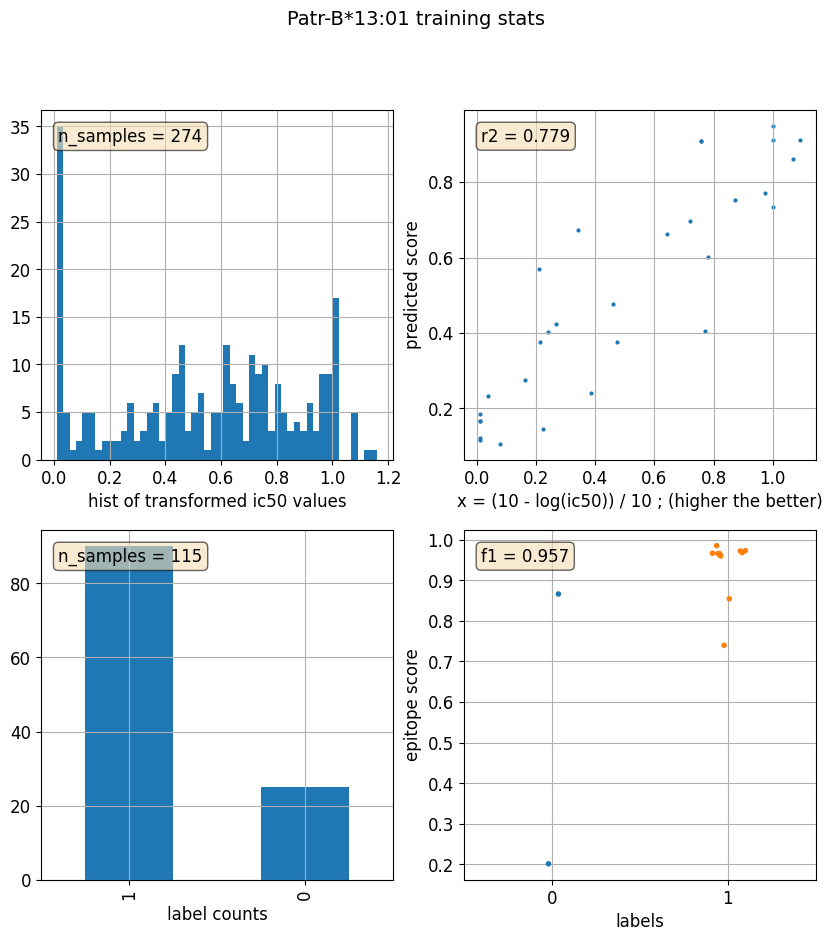 Patr-B*13:01 training stats
n_samples = 274
35
30
25
20
15
10
5
0
0.0 0.2 0.4 0.6 0.8 1.0 1.2
hist of transformed ic50 values
r2 = 0.779
predicted score
0.8
0.6
0.4
0.2
0.0 0.2 0.4 0.6 0.8 1.0
x = (10 - log(ic50)) / 10 ; (higher the better)
n_samples = 115
80
60
40
20
0
1 0
label counts
f1 = 0.957
epitope score
1.0
0.9
0.8
0.7
0.6
0.5
0.4
0.3
0.2
0 1
labels